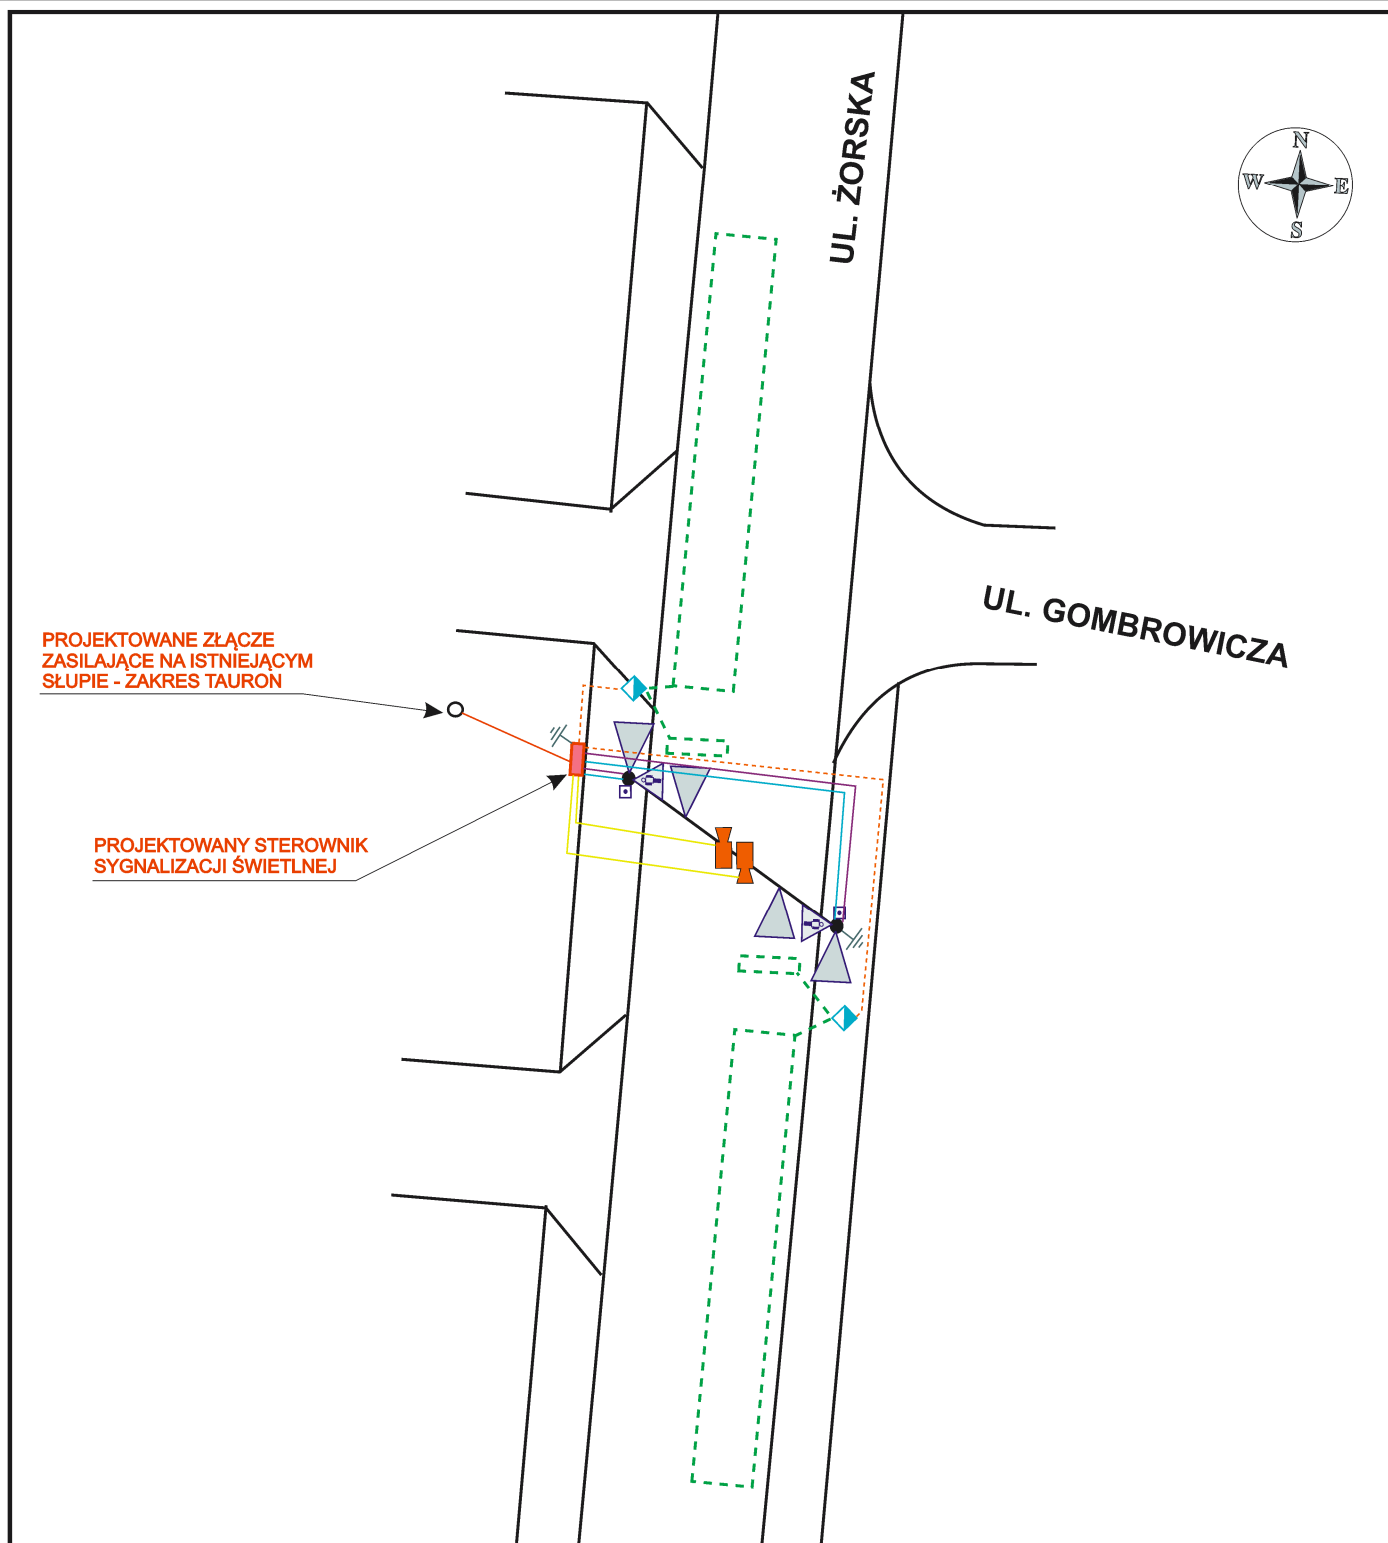 UL. ŻORSKA
N
W
E
S
UL. GOMBROWICZA
PROJEKTOWANE ZŁĄCZE
ZASILAJĄCE NA ISTNIEJĄCYM
SŁUPIE - ZAKRES TAURON
PROJEKTOWANY STEROWNIK
SYGNALIZACJI ŚWIETLNEJ